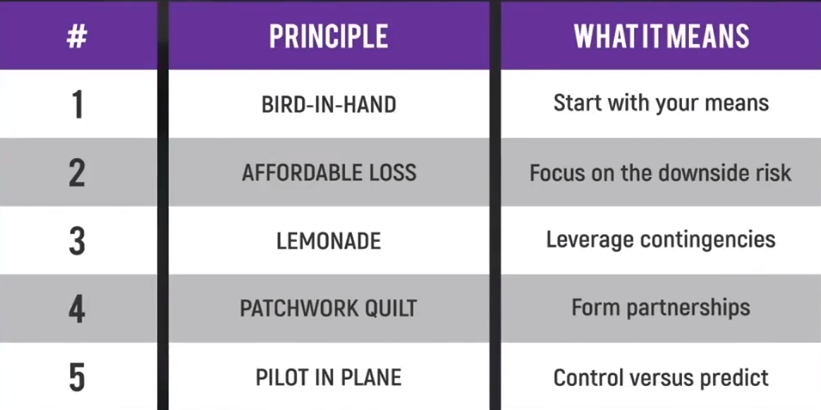 # PRINCIPLE WHAT IT MEANS
1 BIRD-IN-HAND Start with your means
2 AFFORDABLE LOSS Focus on the downside risk
3 LEMONADE Leverage contingencies
4 PATCHWORK QUILT Form partnerships
5 PILOT IN PLANE Control versus predict